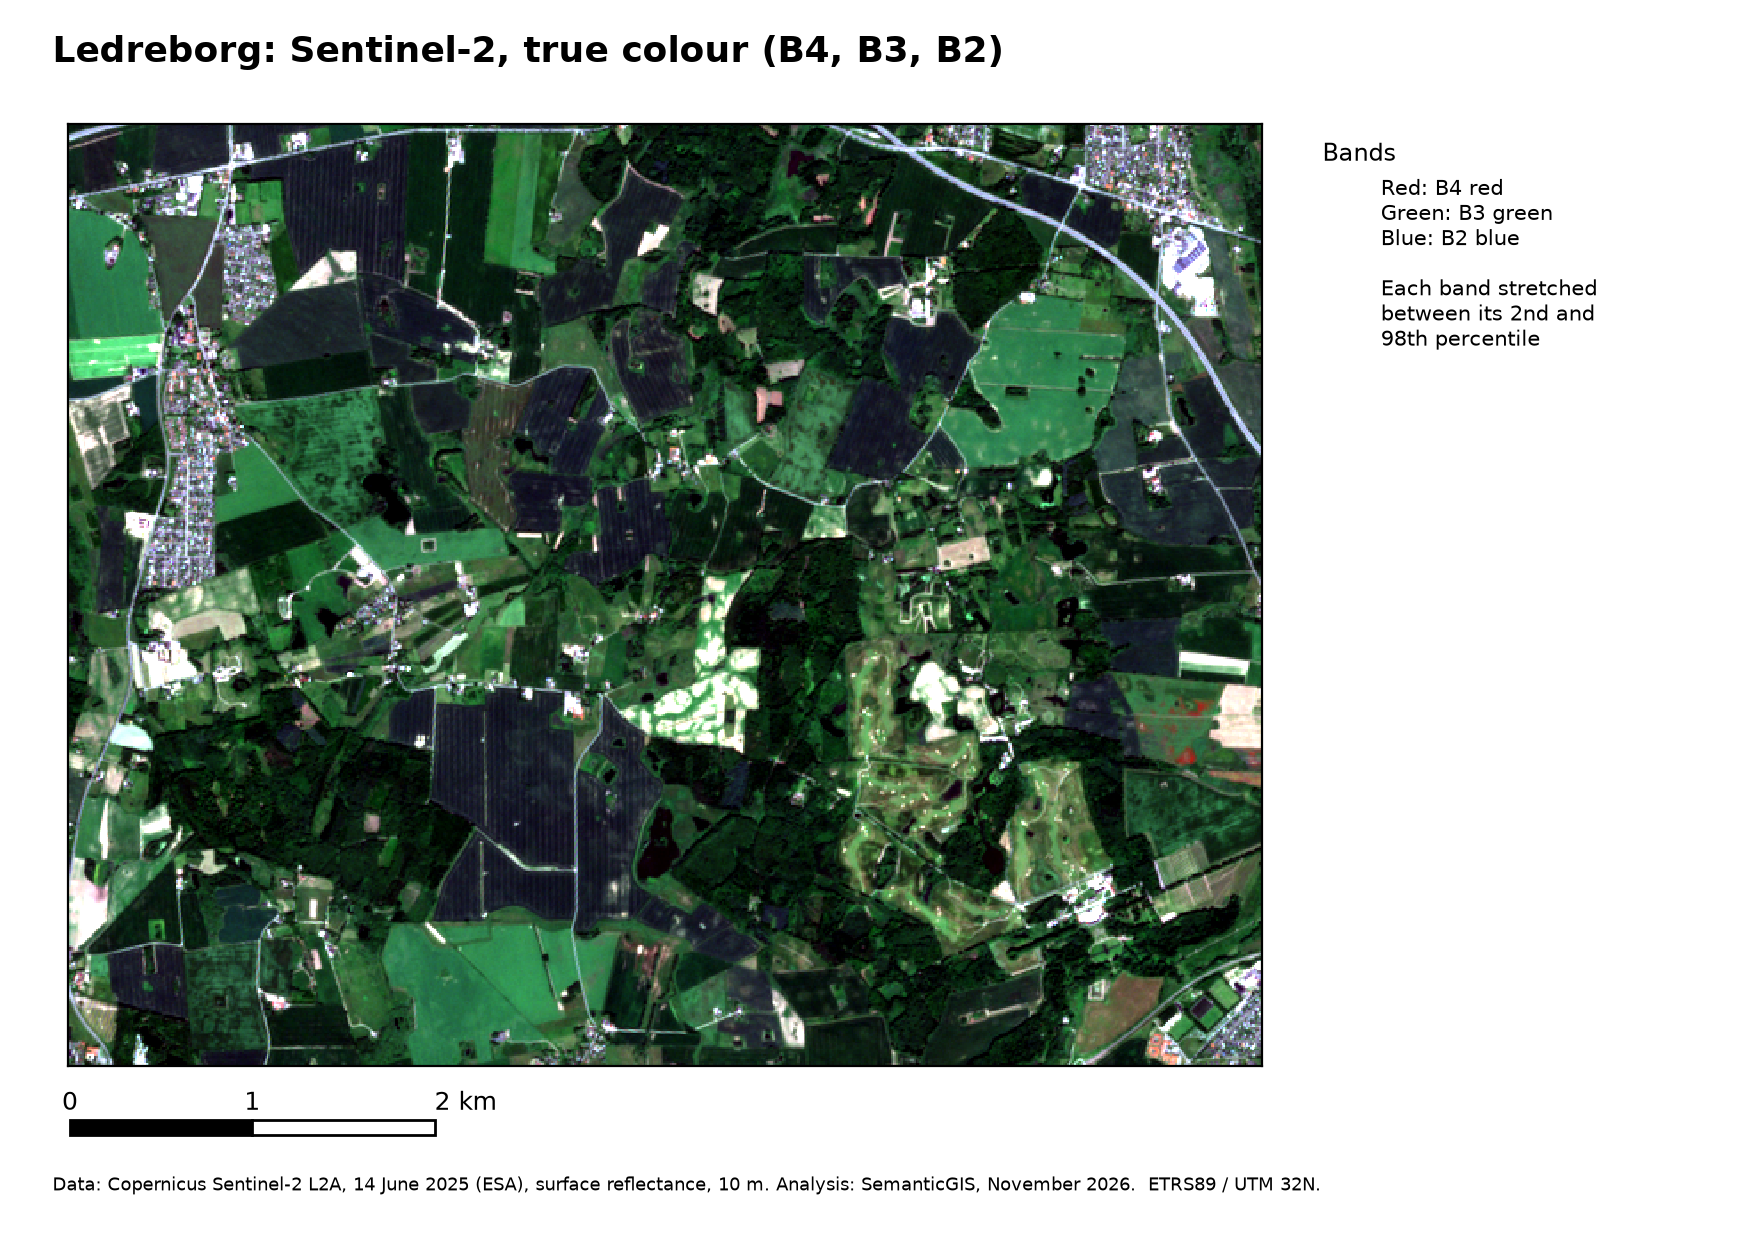 Ledreborg: Sentinel-2, true colour (B4, B3, B2)
Bands
Red: B4 red
Green: B3 green
Blue: B2 blue
Each band stretched
between its 2nd and
98th percentile
0 1 2 km
Data: Copernicus Sentinel-2 L2A, 14 June 2025 (ESA), surface reflectance, 10 m. Analysis: SemanticGIS, November 2026. ETRS89 / UTM 32N.